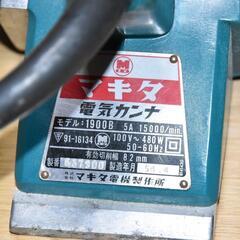 マキタ
電気カンナ
モデル:1900B 5A 15000/min.
91-16134 100V〜 480W
50-60Hz
有効切削幅 82mm
製番 製造年月
マキタ電機製作所